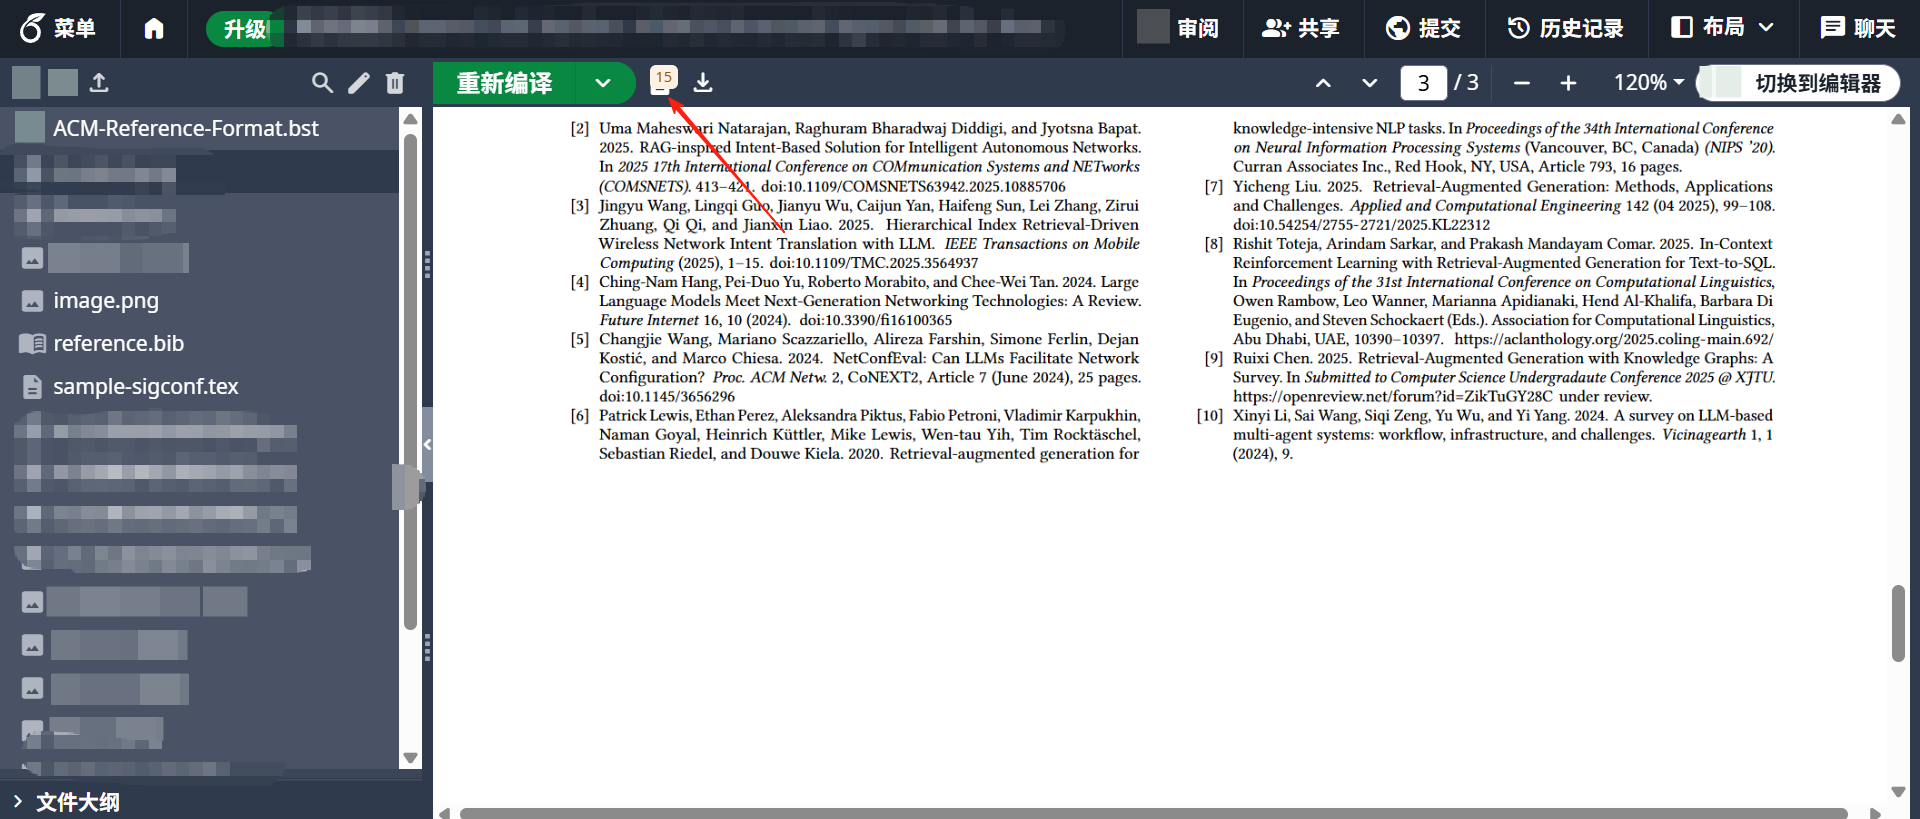 菜单
升级
审阅
共享
提交
历史记录
布局
聊天
重新编译
15
3 / 3
120%
切换到编辑器
ACM-Reference-Format.bst
image.png
reference.bib
sample-sigconf.tex
文件大纲
[2] Uma Maheswari Natarajan, Raghuram Bharadwaj Diddigi, and Jyotsna Bapat.
2025. RAG-inspired Intent-Based Solution for Intelligent Autonomous Networks.
In 2025 17th International Conference on COMmunication Systems and NETworks
(COMSNETS). 413–421. doi:10.1109/COMSNETS63942.2025.10885706
[3] Jingyu Wang, Lingqi Guo, Jianyu Wu, Caijun Yan, Haifeng Sun, Lei Zhang, Zirui
Zhuang, Qi Qi, and Jianxin Liao. 2025. Hierarchical Index Retrieval-Driven
Wireless Network Intent Translation with LLM. IEEE Transactions on Mobile
Computing (2025), 1–15. doi:10.1109/TMC.2025.3564937
[4] Ching-Nam Hang, Pei-Duo Yu, Roberto Morabito, and Chee-Wei Tan. 2024. Large
Language Models Meet Next-Generation Networking Technologies: A Review.
Future Internet 16, 10 (2024). doi:10.3390/fi16100365
[5] Changjie Wang, Mariano Scazzariello, Alireza Farshin, Simone Ferlin, Dejan
Kostić, and Marco Chiesa. 2024. NetConfEval: Can LLMs Facilitate Network
Configuration? Proc. ACM Netw. 2, CoNEXT2, Article 7 (June 2024), 25 pages.
doi:10.1145/3656296
[6] Patrick Lewis, Ethan Perez, Aleksandra Piktus, Fabio Petroni, Vladimir Karpukhin,
Naman Goyal, Heinrich Küttler, Mike Lewis, Wen-tau Yih, Tim Rocktäschel,
Sebastian Riedel, and Douwe Kiela. 2020. Retrieval-augmented generation for
knowledge-intensive NLP tasks. In Proceedings of the 34th International Conference
on Neural Information Processing Systems (Vancouver, BC, Canada) (NIPS ’20).
Curran Associates Inc., Red Hook, NY, USA, Article 793, 16 pages.
[7] Yicheng Liu. 2025. Retrieval-Augmented Generation: Methods, Applications
and Challenges. Applied and Computational Engineering 142 (04 2025), 99–108.
doi:10.54254/2755-2721/2025.KL22312
[8] Rishit Toteja, Arindam Sarkar, and Prakash Mandayam Comar. 2025. In-Context
Reinforcement Learning with Retrieval-Augmented Generation for Text-to-SQL.
In Proceedings of the 31st International Conference on Computational Linguistics,
Owen Rambow, Leo Wanner, Marianna Apidianaki, Hend Al-Khalifa, Barbara Di
Eugenio, and Steven Schockaert (Eds.). Association for Computational Linguistics,
Abu Dhabi, UAE, 10390–10397. https://aclanthology.org/2025.coling-main.692/
[9] Ruixi Chen. 2025. Retrieval-Augmented Generation with Knowledge Graphs: A
Survey. In Submitted to Computer Science Undergradaute Conference 2025 @ XJTU.
https://openreview.net/forum?id=ZikTuGY28C under review.
[10] Xinyi Li, Sai Wang, Siqi Zeng, Yu Wu, and Yi Yang. 2024. A survey on LLM-based
multi-agent systems: workflow, infrastructure, and challenges. Vicinagearth 1, 1
(2024), 9.